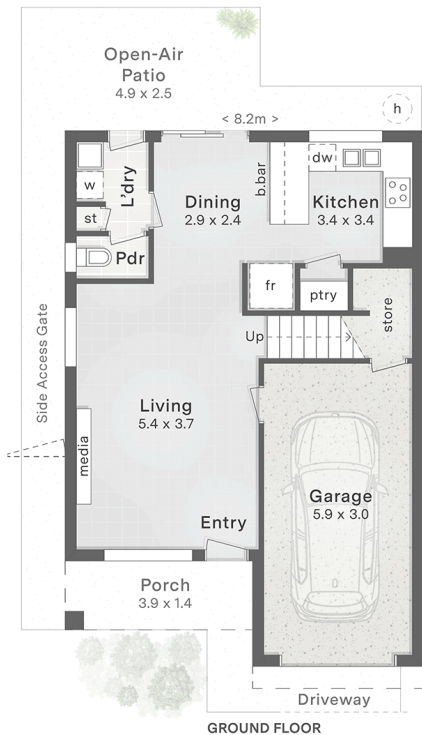 Open-Air
Patio
4.9 x 2.5
h
< 8.2m >
dw
w
L'dry
b.bar
Dining
2.9 x 2.4
Kitchen
3.4 x 3.4
st
Pdr
fr
ptry
store
Up
Side Access Gate
Living
5.4 x 3.7
media
Garage
5.9 x 3.0
Entry
Porch
3.9 x 1.4
Driveway
GROUND FLOOR